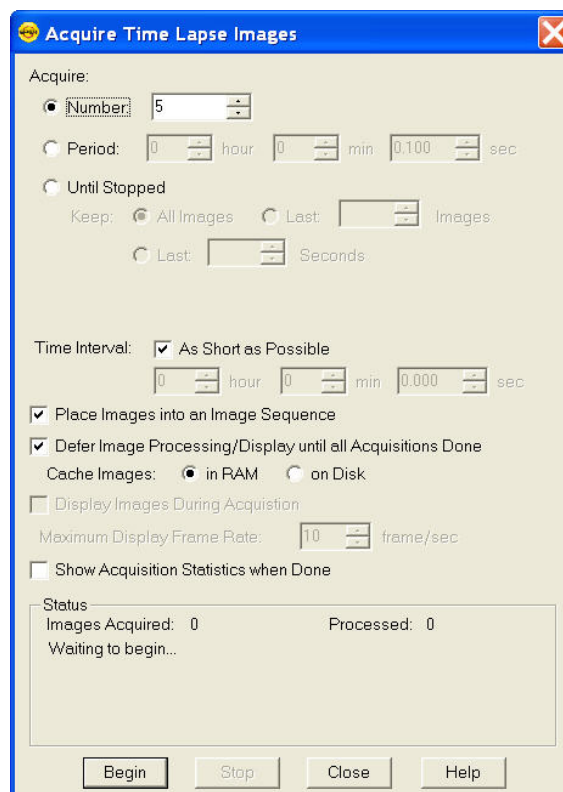 Acquire Time Lapse Images
Acquire:
Number: 5
Period: 0 hour 0 min 0.100 sec
Until Stopped
Keep: All Images Last: Images
Last: Seconds
Time Interval: As Short as Possible
0 hour 0 min 0.000 sec
Place Images into an Image Sequence
Defer Image Processing/Display until all Acquisitions Done
Cache Images: in RAM on Disk
Display Images During Acquistion
Maximum Display Frame Rate: 10 frame/sec
Show Acquisition Statistics when Done
Status
Images Acquired: 0 Processed: 0
Waiting to begin...
Begin Stop Close Help